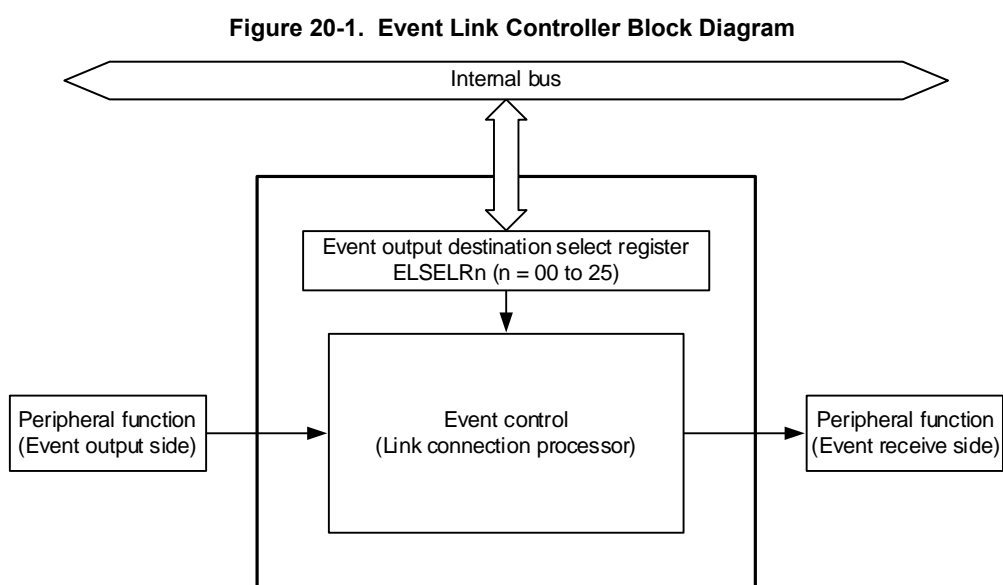 Figure 20-1. Event Link Controller Block Diagram
Internal bus
Event output destination select register
ELSELRn (n = 00 to 25)
Peripheral function
(Event output side)
Event control
(Link connection processor)
Peripheral function
(Event receive side)